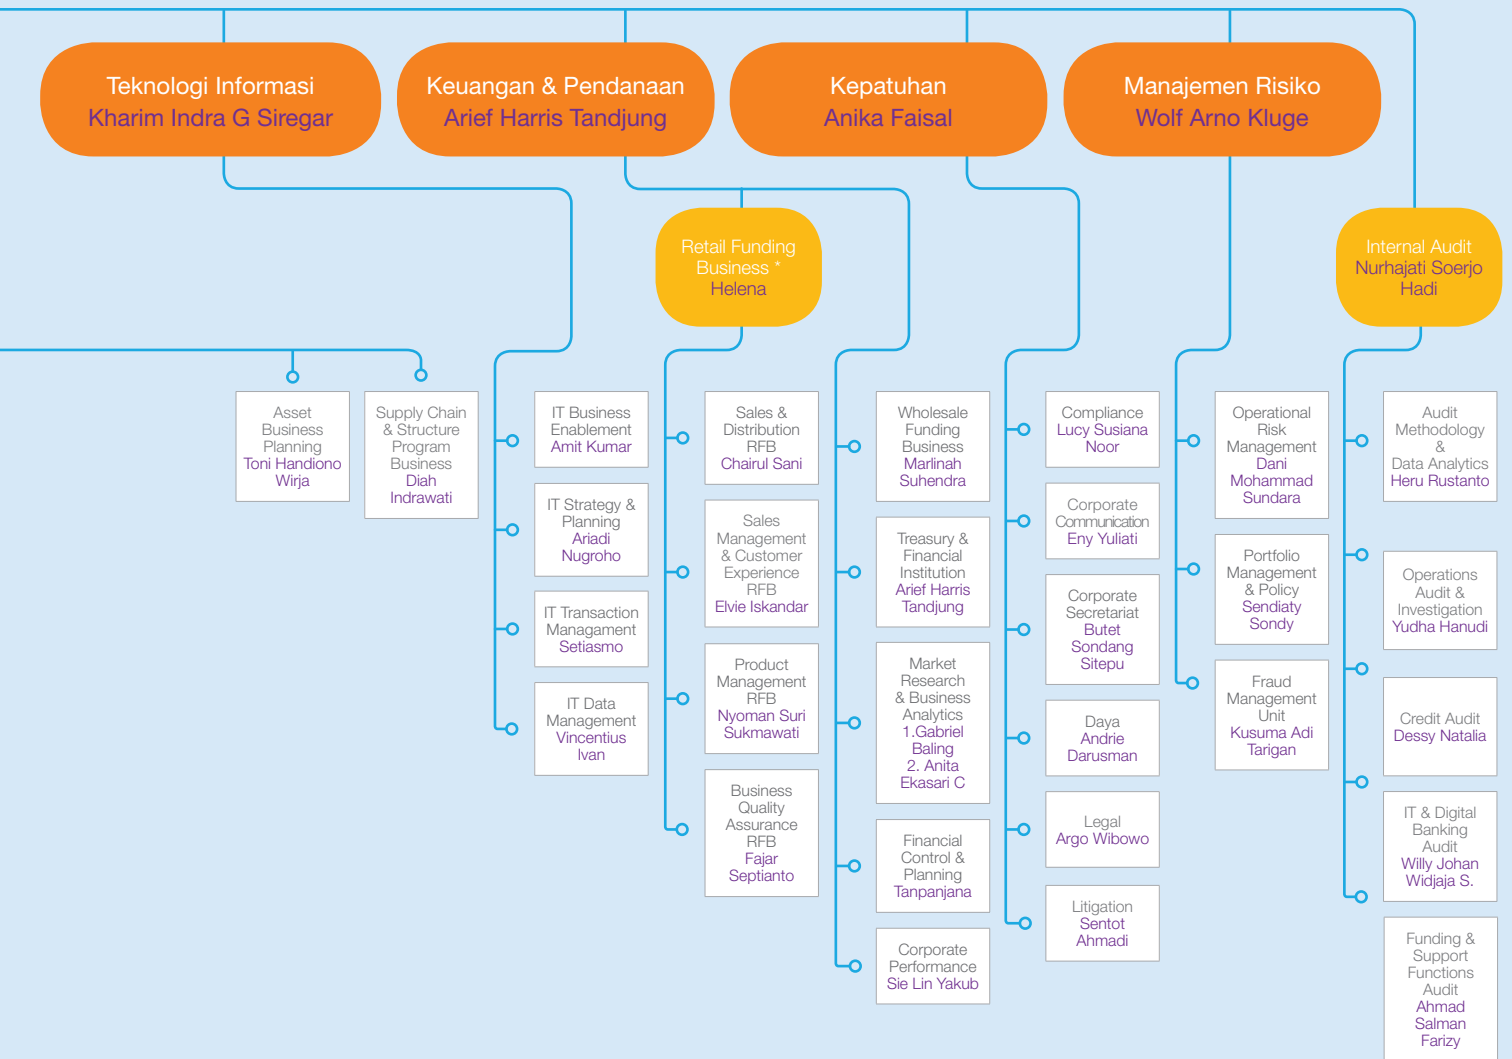 Teknologi Informasi
Kharim Indra G Siregar
Keuangan & Pendanaan
Arief Harris Tandjung
Kepatuhan
Anika Faisal
Manajemen Risiko
Wolf Arno Kluge
Retail Funding
Business *
Helena
Internal Audit
Nurhajati Soerjo
Hadi
Asset
Business
Planning
Toni Handiono
Wirja
Supply Chain
& Structure
Program
Business
Diah
Indrawati
IT Business
Enablement
Amit Kumar
IT Strategy &
Planning
Ariadi
Nugroho
IT Transaction
Managament
Setiasmo
IT Data
Management
Vincentius
Ivan
Sales &
Distribution
RFB
Chairul Sani
Sales
Management
& Customer
Experience
RFB
Elvie Iskandar
Product
Management
RFB
Nyoman Suri
Sukmawati
Business
Quality
Assurance
RFB
Fajar
Septianto
Wholesale
Funding
Business
Marlinah
Suhendra
Treasury &
Financial
Institution
Arief Harris
Tandjung
Market
Research
& Business
Analytics
1.Gabriel
Baling
2. Anita
Ekasari C
Financial
Control &
Planning
Tanpanjana
Corporate
Performance
Sie Lin Yakub
Compliance
Lucy Susiana
Noor
Corporate
Communication
Eny Yuliati
Corporate
Secretariat
Butet
Sondang
Sitepu
Daya
Andrie
Darusman
Legal
Argo Wibowo
Litigation
Sentot
Ahmadi
Operational
Risk
Management
Dani
Mohammad
Sundara
Portfolio
Management
& Policy
Sendiaty
Sondy
Fraud
Management
Unit
Kusuma Adi
Tarigan
Audit
Methodology
&
Data Analytics
Heru Rustanto
Operations
Audit &
Investigation
Yudha Hanudi
Credit Audit
Dessy Natalia
IT & Digital
Banking
Audit
Willy Johan
Widjaja S.
Funding &
Support
Functions
Audit
Ahmad
Salman
Farizy